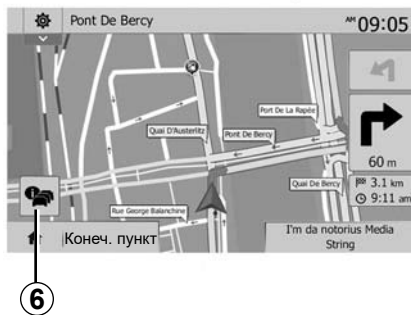 Pont De Bercy
AM 09:05
Port De La Rapée
Quai D'Austerlitz
Pont De Bercy
60 m
Quai De Bercy
3.1 km
9:11 am
Rue George Balanchine
Конеч. пункт
I'm da notorius Media
String
6